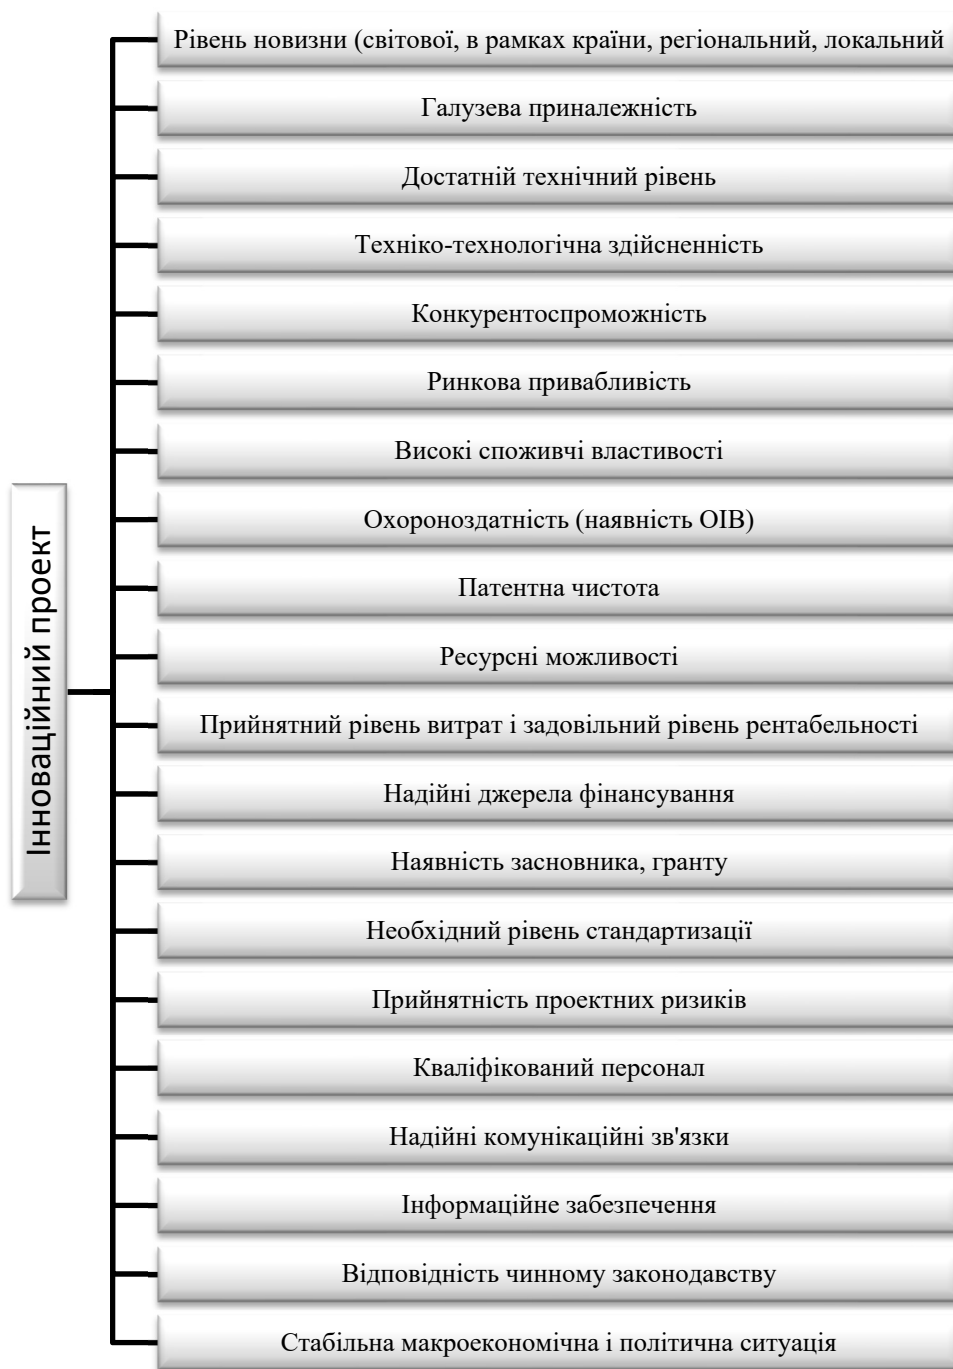 Рівень новизни (світової, в рамках країни, регіональний, локальний
Галузева приналежність
Достатній технічний рівень
Техніко-технологічна здійсненність
Конкурентоспроможність
Ринкова привабливість
Високі споживчі властивості
Охороноздатність (наявність ОІВ)
Патентна чистота
Ресурсні можливості
Прийнятний рівень витрат і задовільний рівень рентабельності
Надійні джерела фінансування
Наявність засновника, гранту
Необхідний рівень стандартизації
Прийнятність проектних ризиків
Кваліфікований персонал
Надійні комунікаційні зв'язки
Інформаційне забезпечення
Відповідність чинному законодавству
Стабільна макроекономічна і політична ситуація
Інноваційний проект